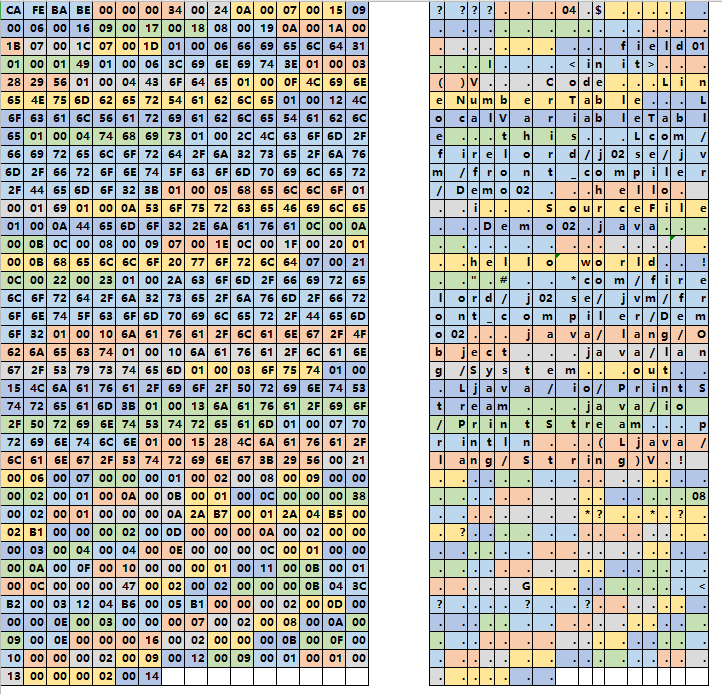 CA FE BA BE 00 00 00 34 00 24 0A 00 07 00 15 09 ? ? ? ? . . . 04 . $ . . . . . .
00 06 00 16 09 00 17 00 18 08 00 19 0A 00 1A 00 . . . . . . . . . . . . . . . .
1B 07 00 1C 07 00 1D 01 00 06 66 69 65 6C 64 31 . . . . . . . . . . f i e l d 01
01 00 01 49 01 00 06 3C 69 6E 69 74 3E 01 00 03 . . . I . . . < i n i t > . . .
28 29 56 01 00 04 43 6F 64 65 01 00 0F 4C 69 6E ( ) V . . . C o d e . . . L i n
65 4E 75 6D 62 65 72 54 61 62 6C 65 01 00 12 4C e N u m b e r T a b l e . . . L
6F 63 61 6C 56 61 72 69 61 62 6C 65 54 61 62 6C o c a l V a r i a b l e T a b l
65 01 00 04 74 68 69 73 01 00 2C 4C 63 6F 6D 2F e . . . t h i s . . . L c o m /
66 69 72 65 6C 6F 72 64 2F 6A 32 73 65 2F 6A 76 f i r e l o r d / j 02 s e / j v
6D 2F 66 72 6F 6E 74 5F 63 6F 6D 70 69 6C 65 72 m / f r o n t _ c o m p i l e r
2F 44 65 6D 6F 32 3B 01 00 05 68 65 6C 6C 6F 01 / D e m o 02 . . . . h e l l o .
00 01 69 01 00 0A 53 6F 75 72 63 65 46 69 6C 65 . . i . . . S o u r c e F i l e
01 00 0A 44 65 6D 6F 32 2E 6A 61 76 61 0C 00 0A . . . D e m o 02 . j a v a . . .
00 0B 0C 00 08 00 09 07 00 1E 0C 00 1F 00 20 01 . . . . . . . . . . . . . . .
00 0B 68 65 6C 6C 6F 20 77 6F 72 6C 64 07 00 21 . . h e l l o w o r l d . . !
0C 00 22 00 23 01 00 2A 63 6F 6D 2F 66 69 72 65 . . " . # . . * c o m / f i r e
6C 6F 72 64 2F 6A 32 73 65 2F 6A 76 6D 2F 66 72 l o r d / j 02 s e / j v m / f r
6F 6E 74 5F 63 6F 6D 70 69 6C 65 72 2F 44 65 6D o n t _ c o m p i l e r / D e m
6F 32 01 00 10 6A 61 76 61 2F 6C 61 6E 67 2F 4F o 02 . . . j a v a / l a n g / O
62 6A 65 63 74 01 00 10 6A 61 76 61 2F 6C 61 6E b j e c t . . . j a v a / l a n
67 2F 53 79 73 74 65 6D 01 00 03 6F 75 74 01 00 g / S y s t e m . . . o u t . .
15 4C 6A 61 76 61 2F 69 6F 2F 50 72 69 6E 74 53 . L j a v a / i o / P r i n t S
74 72 65 61 6D 3B 01 00 13 6A 61 76 61 2F 69 6F t r e a m . . . . j a v a / i o
2F 50 72 69 6E 74 53 74 72 65 61 6D 01 00 07 70 / P r i n t S t r e a m . . . p
72 69 6E 74 6C 6E 01 00 15 28 4C 6A 61 76 61 2F r i n t l n . . . ( L j a v a /
6C 61 6E 67 2F 53 74 72 69 6E 67 3B 29 56 00 21 l a n g / S t r i n g ) V . !
00 06 00 07 00 00 00 01 00 02 00 08 00 09 00 00 . . . . . . . . . . . . . . . .
00 02 00 01 00 0A 00 0B 00 01 00 0C 00 00 00 38 . . . . . . . . . . . . . . . 08
00 02 00 01 00 00 00 0A 2A B7 00 01 2A 04 B5 00 . . . . . . . . * ? . . * . ? .
02 B1 00 00 00 02 00 0D 00 00 00 0A 00 02 00 00 . ? . . . . . . . . . . . . . .
00 03 00 04 00 04 00 0E 00 00 00 0C 00 01 00 00 . . . . . . . . . . . . . . . .
00 0A 00 0F 00 10 00 00 00 01 00 11 00 0B 00 01 . . . . . . . . . . . . . . . .
00 0C 00 00 00 47 00 02 00 02 00 00 00 0B 04 3C . . . . . G . . . . . . . . . <
B2 00 03 12 04 B6 00 05 B1 00 00 00 02 00 0D 00 ? . . . . ? . . ? . . . . . . .
00 00 0E 00 03 00 00 00 07 00 02 00 08 00 0A 00 . . . . . . . . . . . . . . . .
09 00 0E 00 00 00 16 00 02 00 00 00 0B 00 0F 00 . . . . . . . . . . . . . . . .
10 00 00 00 02 00 09 00 12 00 09 00 01 00 01 00 . . . . . . . . . . . . . . . .
13 00 00 00 02 00 14 . . . . . . .